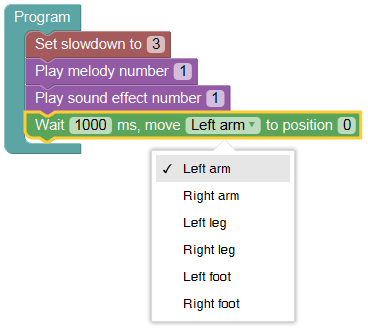 Program
Set slowdown to 3
Play melody number 1
Play sound effect number 1
Wait 1000 ms, move Left arm to position 0
✓ Left arm
Right arm
Left leg
Right leg
Left foot
Right foot